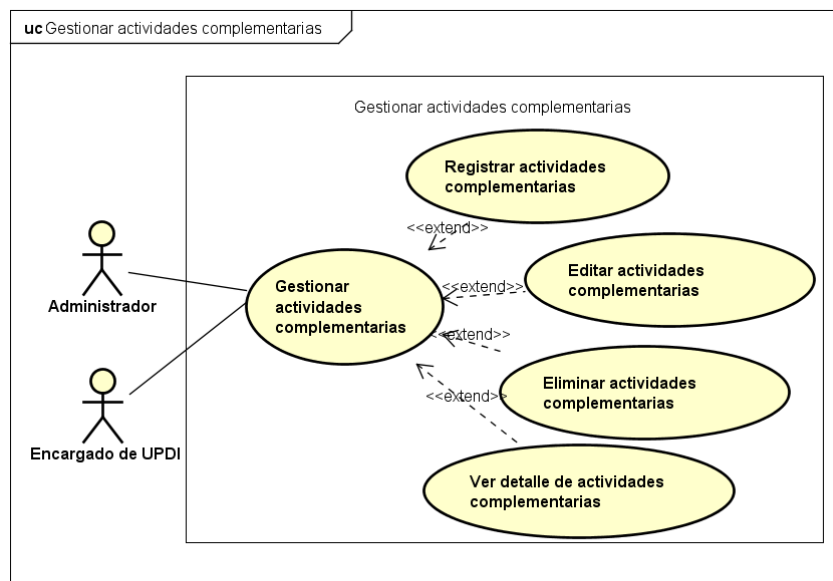 uc Gestionar actividades complementarias
Gestionar actividades complementarias
Registrar actividades
complementarias
<<extend>>
Administrador
Gestionar
actividades
complementarias
<<extend>>
Editar actividades
complementarias
<<extend>>
Eliminar actividades
complementarias
<<extend>>
Encargado de UPDI
Ver detalle de actividades
complementarias